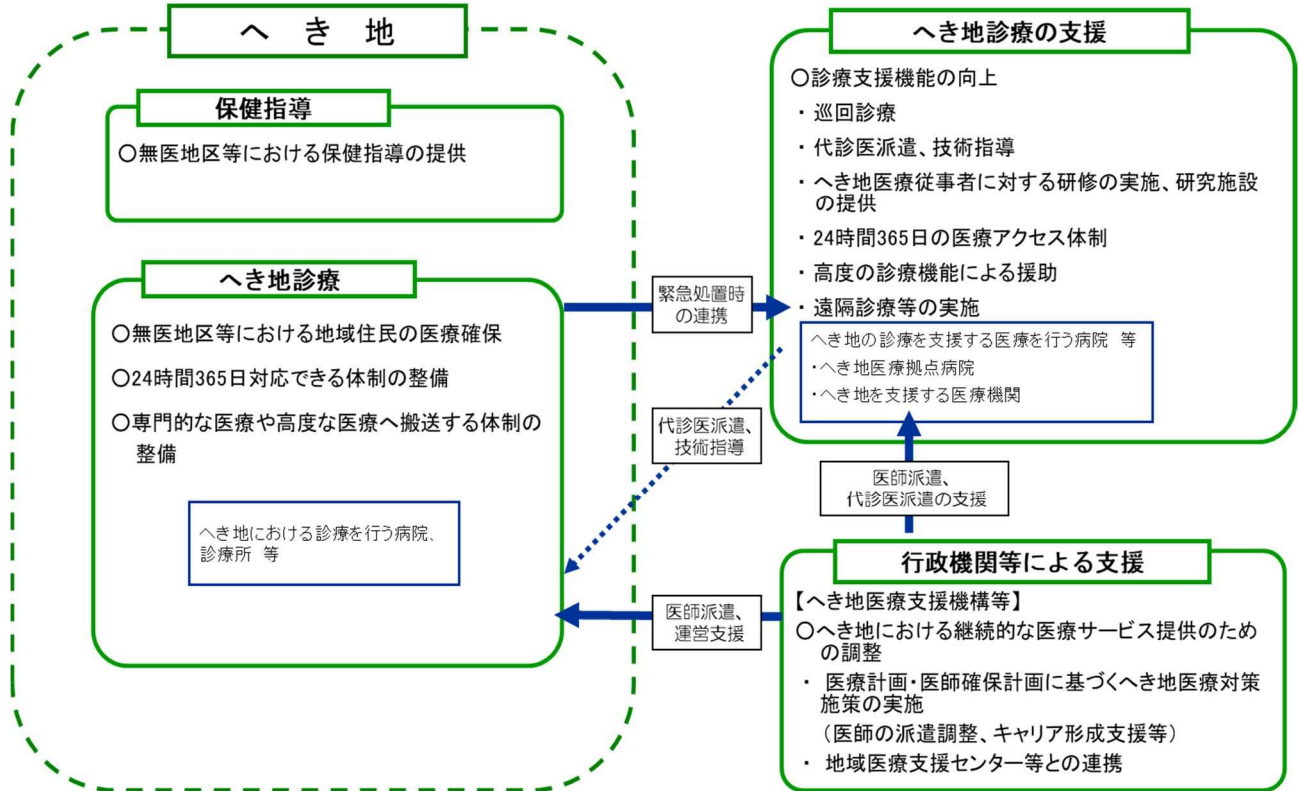 へ き 地
保健指導
○無医地区等における保健指導の提供
へき地診療
○無医地区等における地域住民の医療確保
○24時間365日対応できる体制の整備
○専門的な医療や高度な医療へ搬送する体制の
整備
へき地における診療を行う病院、
診療所 等
緊急処置時
の連携
代診医派遣、
技術指導
医師派遣、
運営支援
へき地診療の支援
○診療支援機能の向上
・巡回診療
・代診医派遣、技術指導
・へき地医療従事者に対する研修の実施、研究施設
の提供
・24時間365日の医療アクセス体制
・高度の診療機能による援助
・遠隔診療等の実施
へき地の診療を支援する医療を行う病院 等
・へき地医療拠点病院
・へき地を支援する医療機関
医師派遣、
代診医派遣の支援
行政機関等による支援
【へき地医療支援機構等】
○へき地における継続的な医療サービス提供のため
の調整
・ 医療計画・医師確保計画に基づくへき地医療対策
施策の実施
(医師の派遣調整、キャリア形成支援等)
・ 地域医療支援センター等との連携